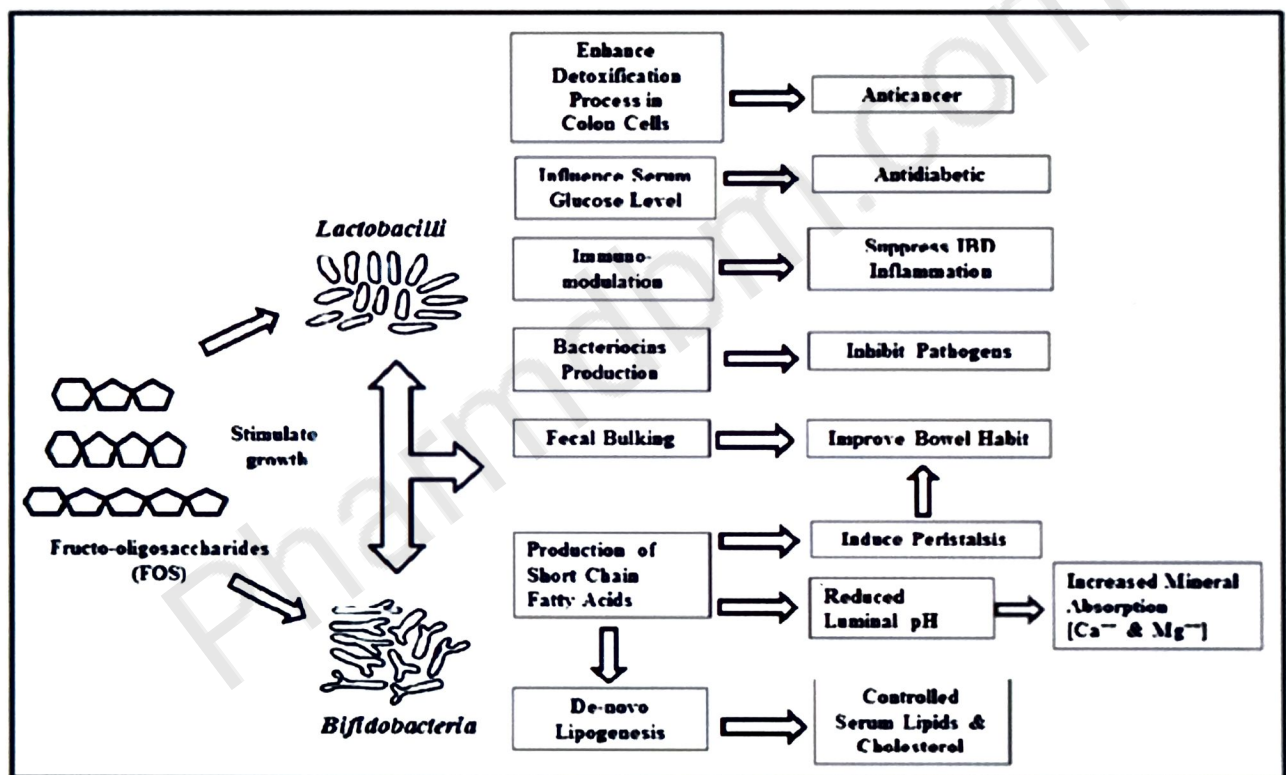 Enhance
Detoxification
Process in
Colon Cells
Anticancer
Influence Serum
Glucose Level
Antidiabetic
Lactobacilli
Immuno-
modulation
Suppress IBD
Inflammation
Bacteriocins
Production
Inhibit Pathogens
Stimulate
growth
Fecal Bulking
Improve Bowel Habit
Fructo-oligosaccharides
(FOS)
Production of
Short Chain
Fatty Acids
Induce Peristalsis
Reduced
Luminal pH
Increased Mineral
Absorption
[Ca⁺⁺ & Mg⁺⁺]
Bifidobacteria
De-novo
Lipogenesis
Controlled
Serum Lipids &
Cholesterol
Pharmdbm.com